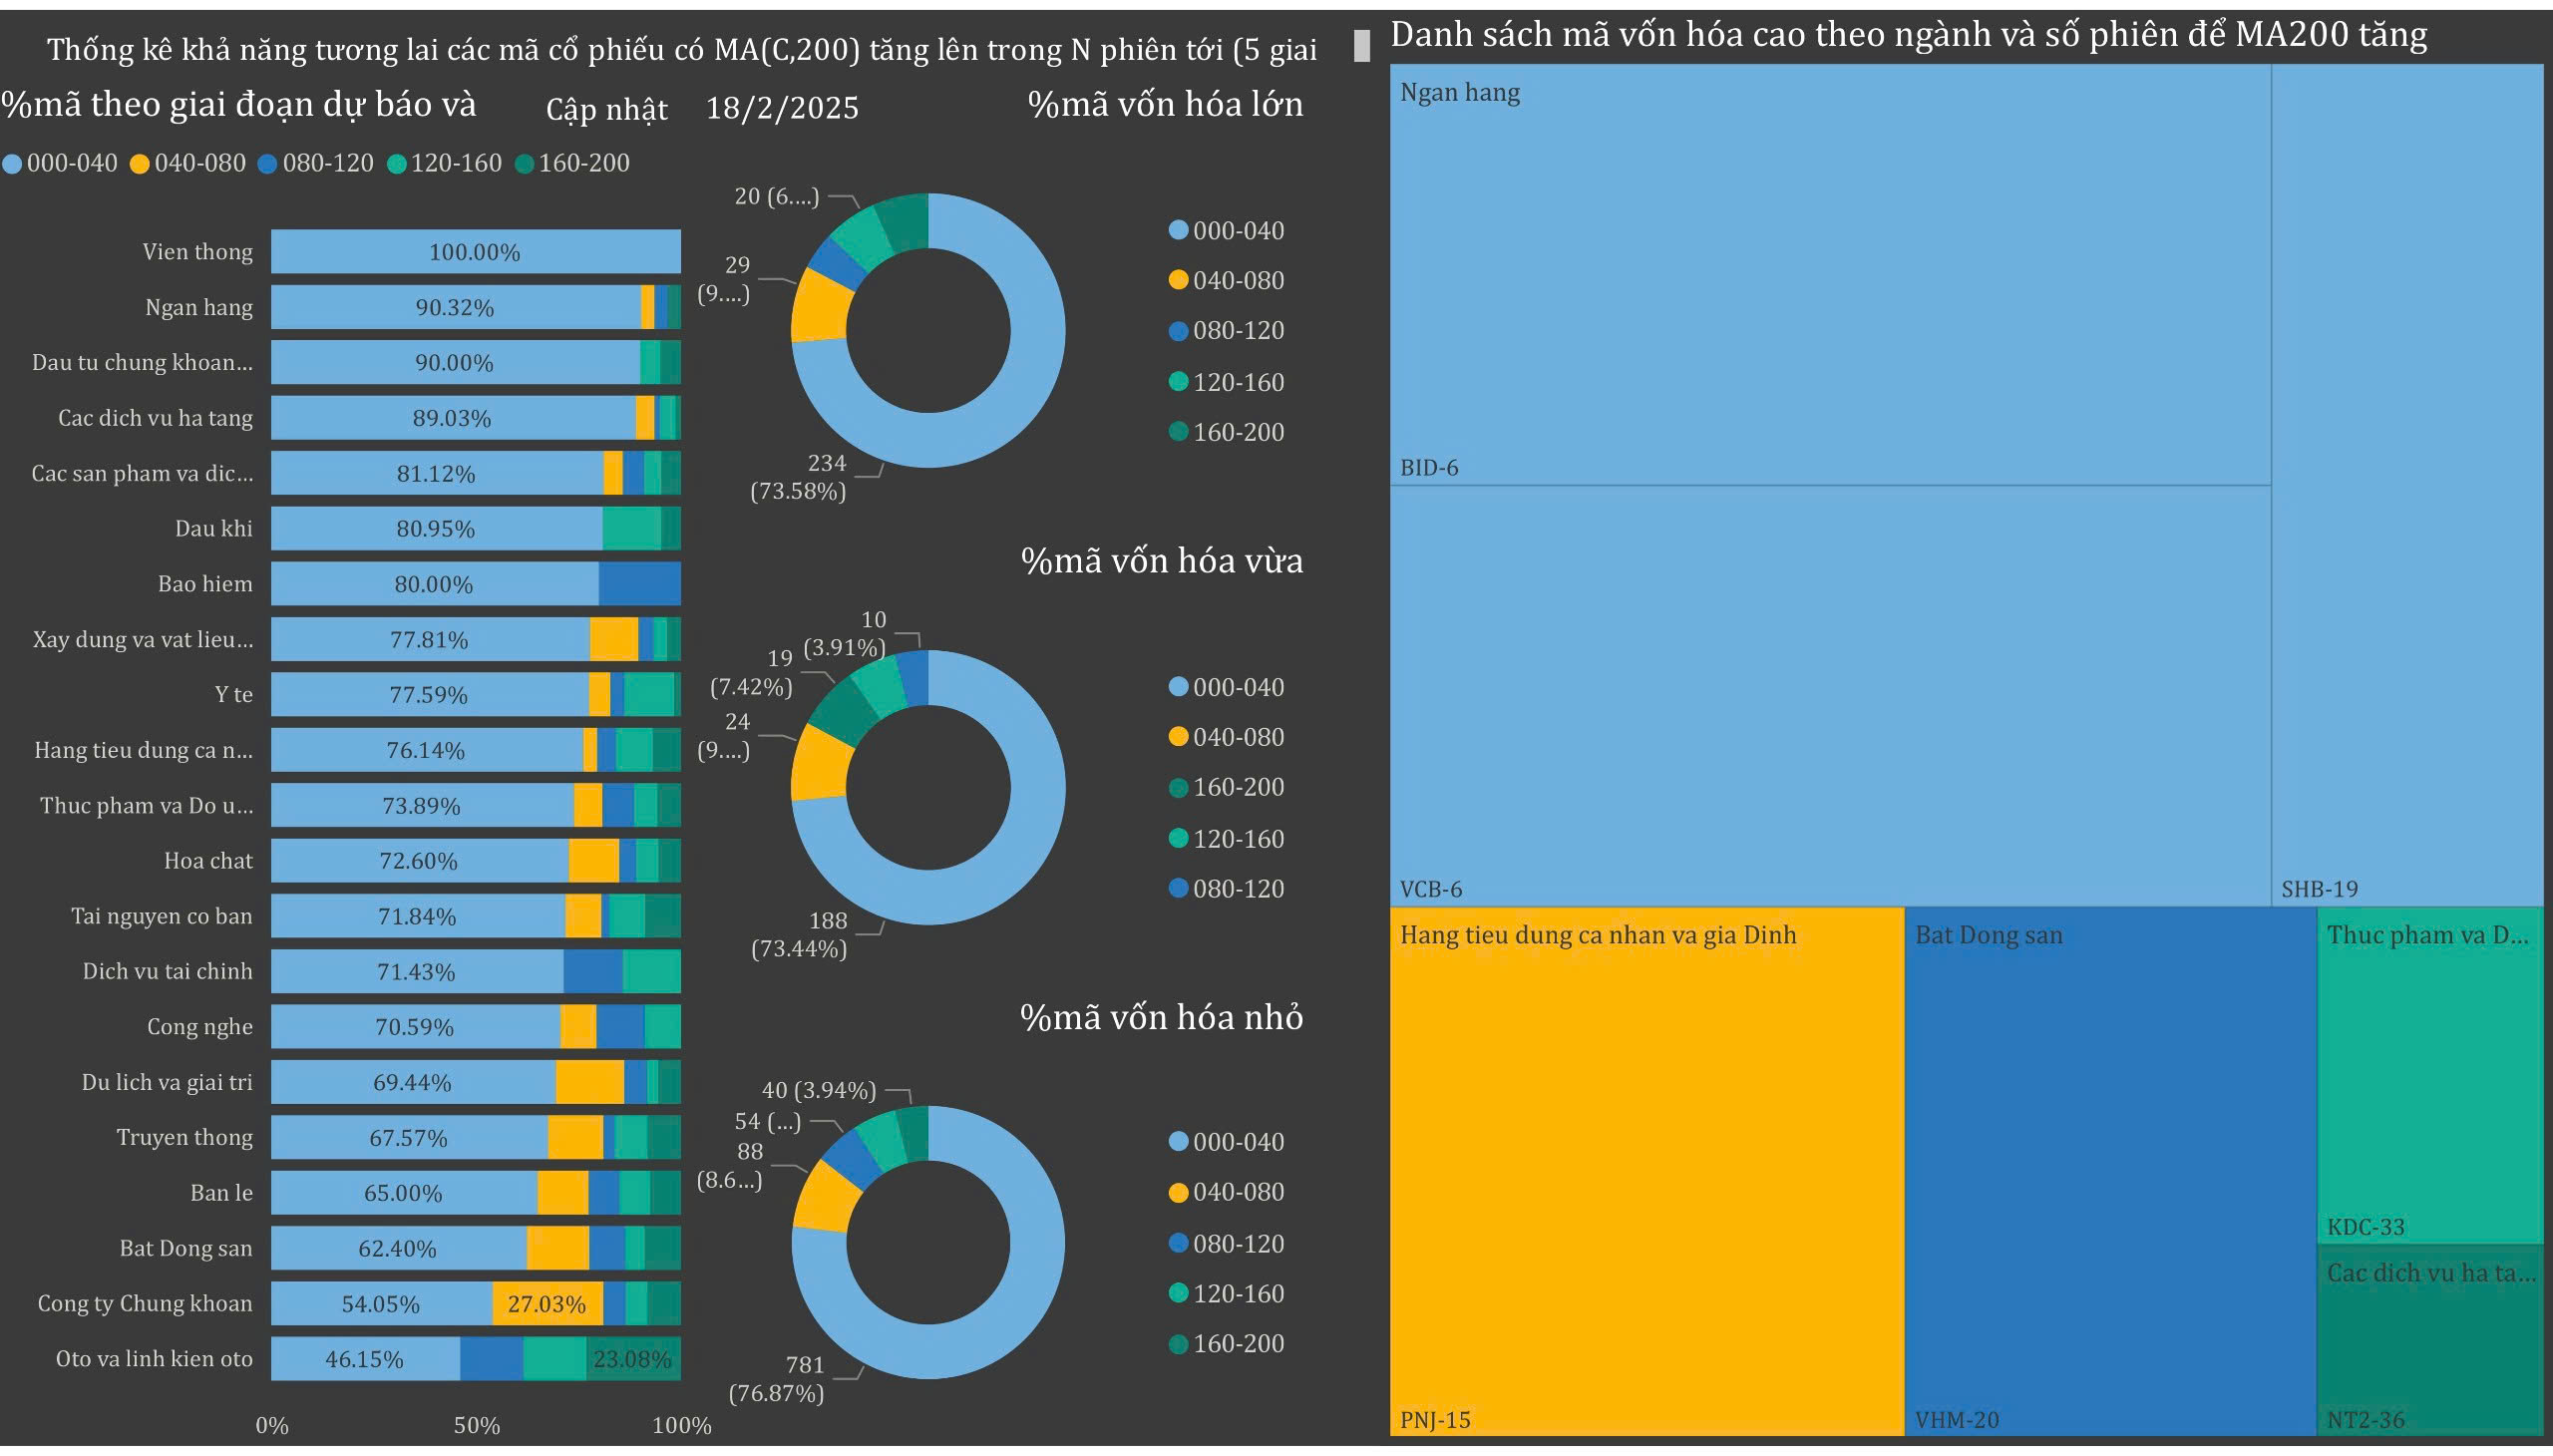 Thống kê khả năng tương lai các mã cổ phiếu có MA(C,200) tăng lên trong N phiên tới (5 giai
%mã theo giai đoạn dự báo và
Cập nhật 18/2/2025
000-040 040-080 080-120 120-160 160-200
Vien thong 100.00%
Ngan hang 90.32%
Dau tu chung khoan... 90.00%
Cac dich vu ha tang 89.03%
Cac san pham va dic... 81.12%
Dau khi 80.95%
Bao hiem 80.00%
Xay dung va vat lieu... 77.81%
Y te 77.59%
Hang tieu dung ca n... 76.14%
Thuc pham va Do u... 73.89%
Hoa chat 72.60%
Tai nguyen co ban 71.84%
Dich vu tai chinh 71.43%
Cong nghe 70.59%
Du lich va giai tri 69.44%
Truyen thong 67.57%
Ban le 65.00%
Bat Dong san 62.40%
Cong ty Chung khoan 54.05% 27.03%
Oto va linh kien oto 46.15% 23.08%
0% 50% 100%
%mã vốn hóa lớn
20 (6....)
29
(9....)
234
(73.58%)
000-040
040-080
080-120
120-160
160-200
%mã vốn hóa vừa
10
(3.91%)
19
(7.42%)
24
(9....)
188
(73.44%)
000-040
040-080
160-200
120-160
080-120
%mã vốn hóa nhỏ
40 (3.94%)
54 (...)
88
(8.6...)
781
(76.87%)
000-040
040-080
080-120
120-160
160-200
Danh sách mã vốn hóa cao theo ngành và số phiên để MA200 tăng
Ngan hang
BID-6
VCB-6
SHB-19
Hang tieu dung ca nhan va gia Dinh
PNJ-15
Bat Dong san
VHM-20
Thuc pham va D...
KDC-33
Cac dich vu ha ta...
NT2-36